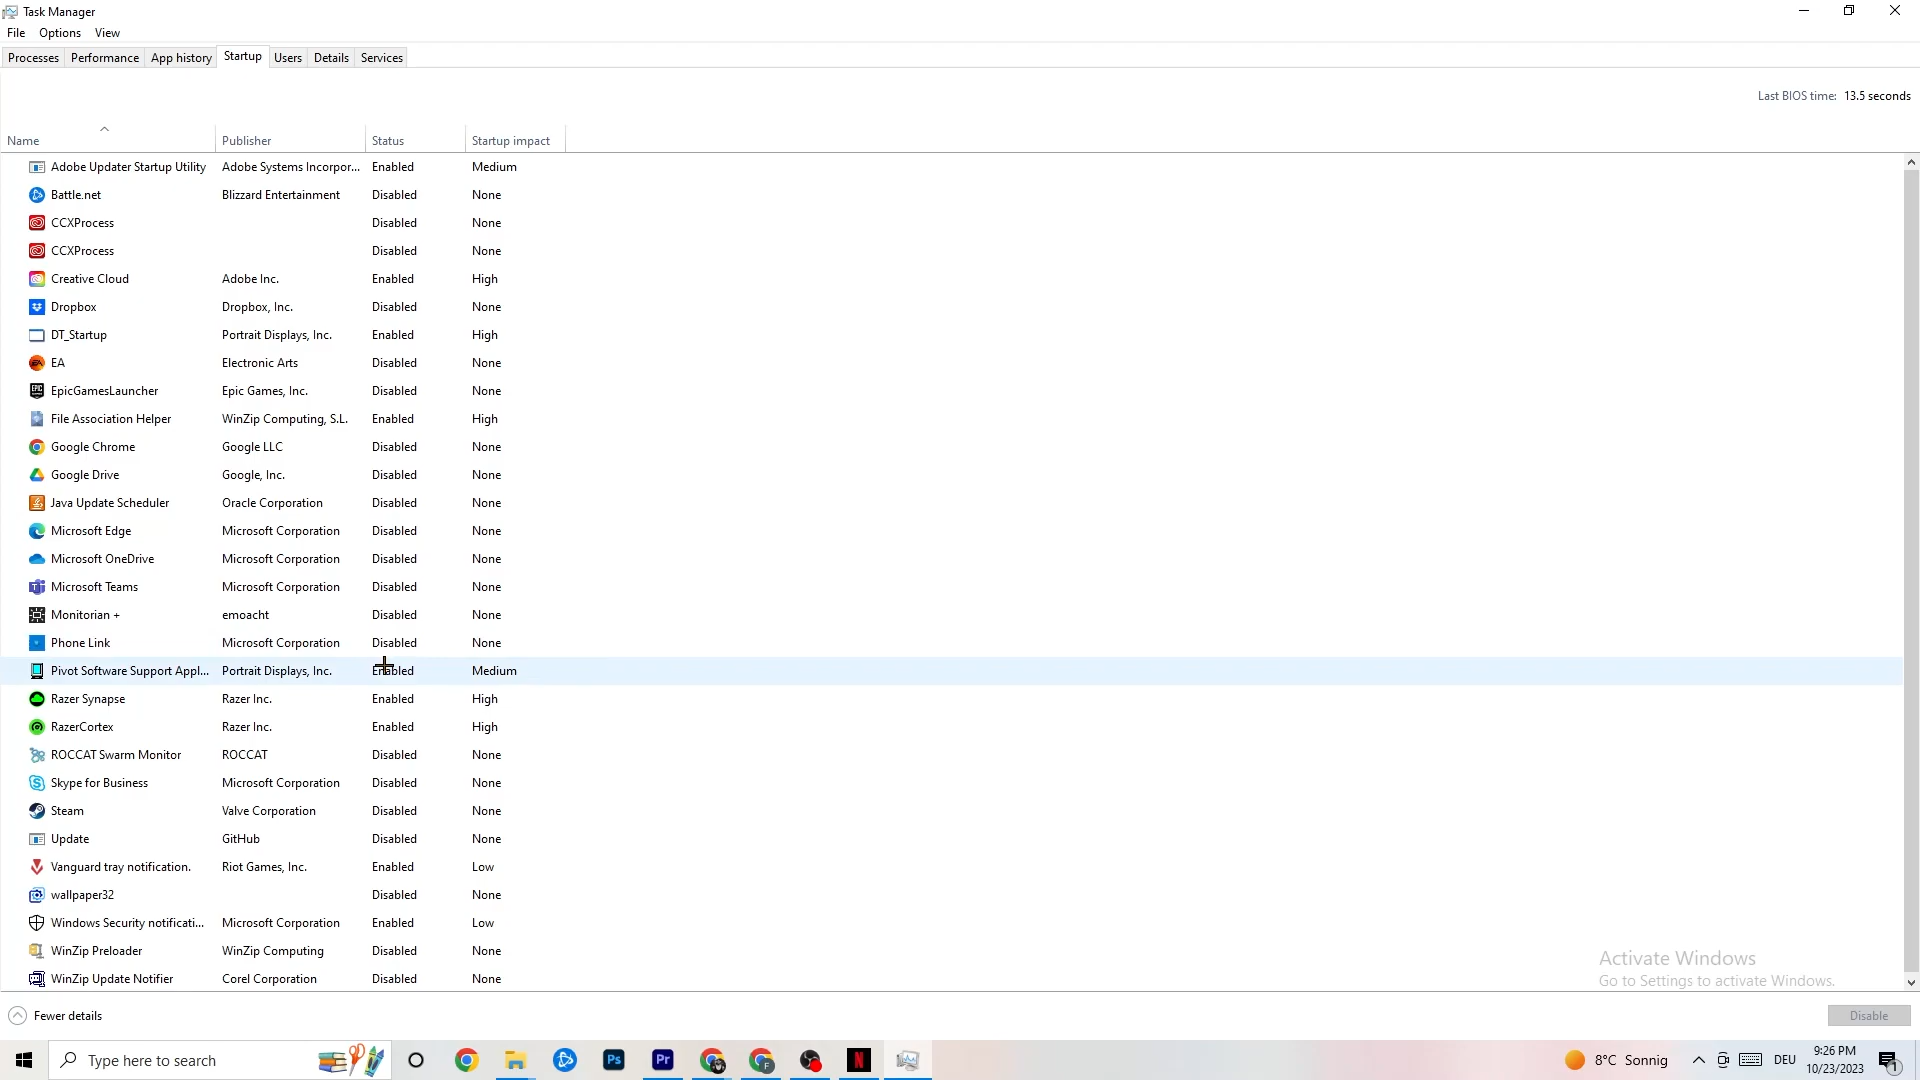 Task Manager
File Options View
Processes Performance App history Startup Users Details Services
Last BIOS time: 13.5 seconds
Name Publisher Status Startup impact
Adobe Updater Startup Utility Adobe Systems Incorpor... Enabled Medium
Battle.net Blizzard Entertainment Disabled None
CCXProcess Disabled None
CCXProcess Disabled None
Creative Cloud Adobe Inc. Enabled High
Dropbox Dropbox, Inc. Disabled None
DT_Startup Portrait Displays, Inc. Enabled High
EA Electronic Arts Disabled None
EpicGamesLauncher Epic Games, Inc. Disabled None
File Association Helper WinZip Computing, S.L. Enabled High
Google Chrome Google LLC Disabled None
Google Drive Google, Inc. Disabled None
Java Update Scheduler Oracle Corporation Disabled None
Microsoft Edge Microsoft Corporation Disabled None
Microsoft OneDrive Microsoft Corporation Disabled None
Microsoft Teams Microsoft Corporation Disabled None
Monitorian + emoacht Disabled None
Phone Link Microsoft Corporation Disabled None
Pivot Software Support Appl... Portrait Displays, Inc. Enabled Medium
Razer Synapse Razer Inc. Enabled High
RazerCortex Razer Inc. Enabled High
ROCCAT Swarm Monitor ROCCAT Disabled None
Skype for Business Microsoft Corporation Disabled None
Steam Valve Corporation Disabled None
Update GitHub Disabled None
Vanguard tray notification. Riot Games, Inc. Enabled Low
wallpaper32 Disabled None
Windows Security notificati... Microsoft Corporation Enabled Low
WinZip Preloader WinZip Computing Disabled None
WinZip Update Notifier Corel Corporation Disabled None
Activate Windows
Go to Settings to activate Windows.
Fewer details Disable
Type here to search Ps Pr F N 8°C Sonnig DEU 9:26 PM
10/23/2023 1